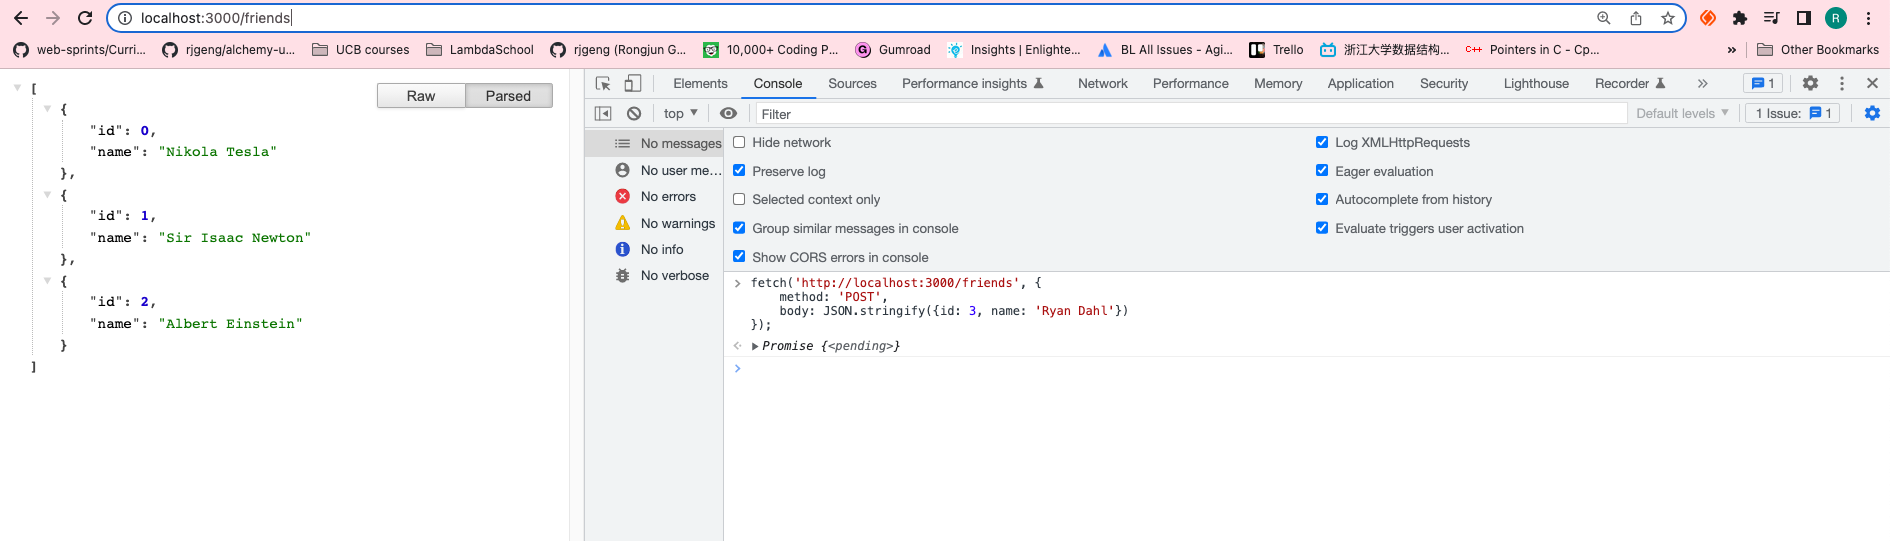 localhost:3000/friends
R
web-sprints/Curri...
rjgeng/alchemy-u...
UCB courses
LambdaSchool
rjgeng (Rongjun G...
10,000+ Coding P...
G
Gumroad
Insights | Enlighte...
BL All Issues - Agi...
Trello
浙江大学数据结构...
C++
Pointers in C - Cp...
»
Other Bookmarks
Raw
Parsed
[
{
"id": 0,
"name": "Nikola Tesla"
},
{
"id": 1,
"name": "Sir Isaac Newton"
},
{
"id": 2,
"name": "Albert Einstein"
}
]
Elements
Console
Sources
Performance insights
Network
Performance
Memory
Application
Security
Lighthouse
Recorder
»
1
top
Filter
Default levels
1 Issue: 1
No messages
No user me...
No errors
No warnings
No info
No verbose
Hide network
Preserve log
Selected context only
Group similar messages in console
Show CORS errors in console
Log XMLHttpRequests
Eager evaluation
Autocomplete from history
Evaluate triggers user activation
fetch('http://localhost:3000/friends', {
method: 'POST',
body: JSON.stringify({id: 3, name: 'Ryan Dahl'})
});
Promise {<pending>}